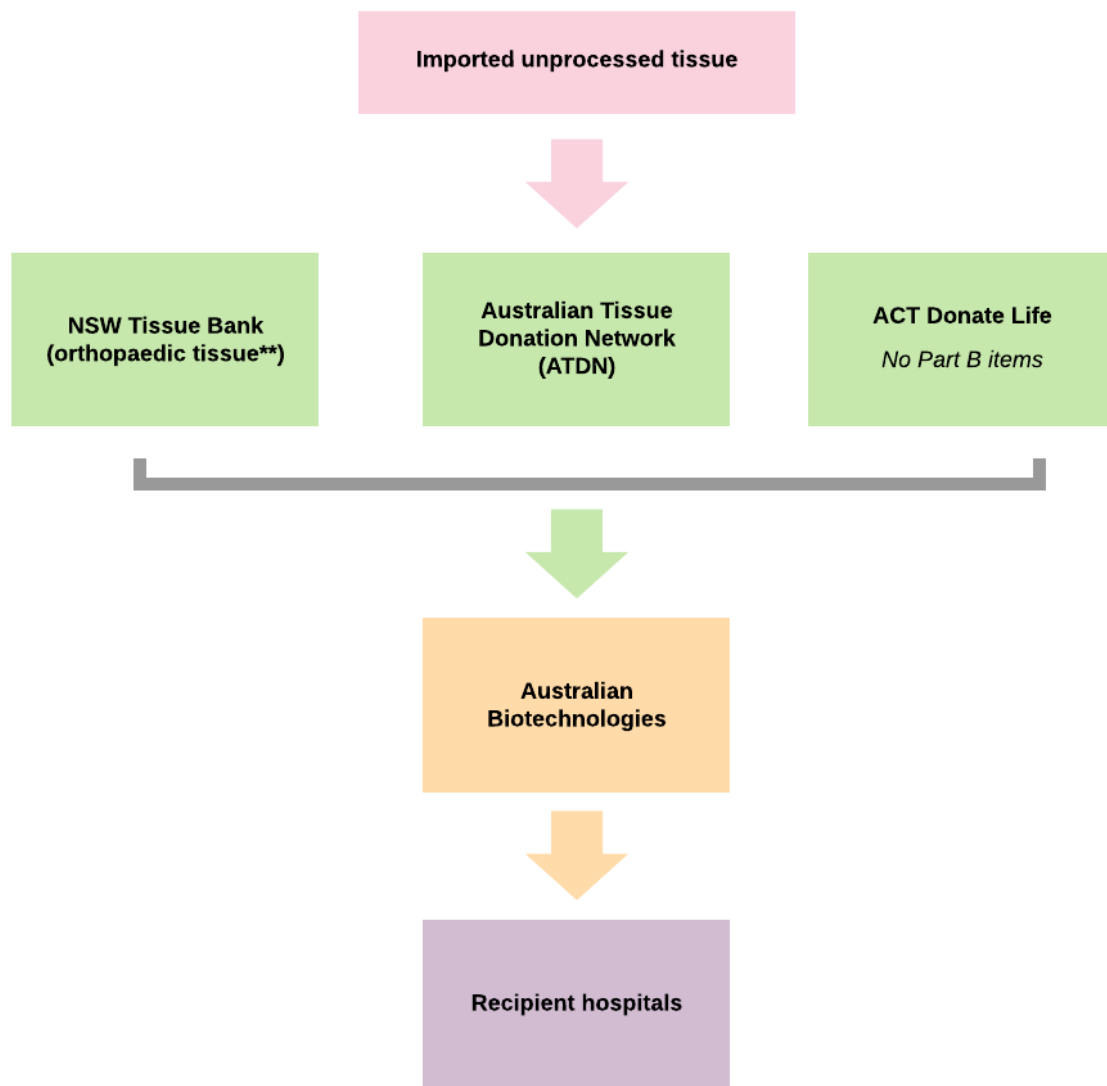 Imported unprocessed tissue
NSW Tissue Bank
(orthopaedic tissue**)
Australian Tissue
Donation Network
(ATDN)
ACT Donate Life
No Part B items
Australian
Biotechnologies
Recipient hospitals